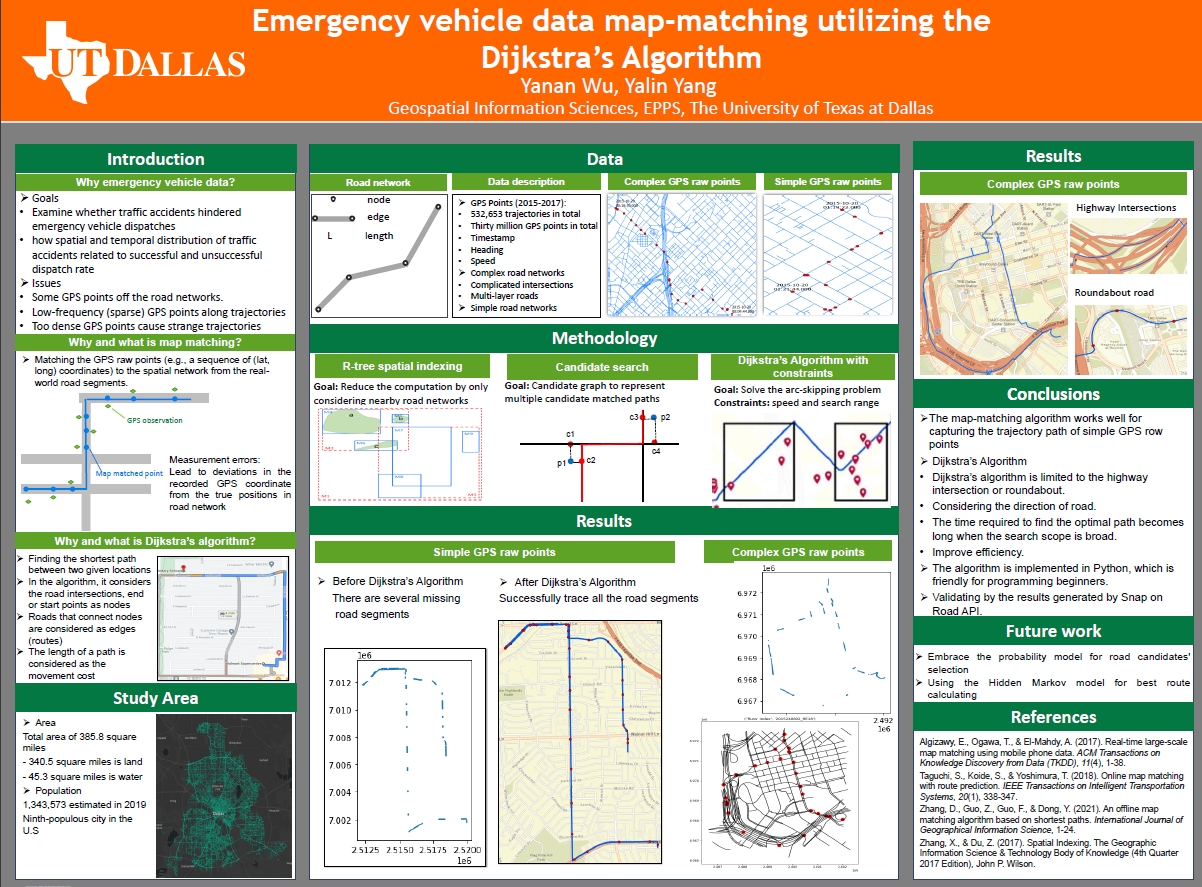 Emergency vehicle data map-matching utilizing the
Dijkstra's Algorithm
Yanan Wu, Yalin Yang
Geospatial Information Sciences, EPPS, The University of Texas at Dallas
UT DALLAS
Introduction
Why emergency vehicle data?
➢ Goals
• Examine whether traffic accidents hindered
emergency vehicle dispatches
• how spatial and temporal distribution of traffic
accidents related to successful and unsuccessful
dispatch rate
➢ Issues
• Some GPS points off the road networks.
• Low-frequency (sparse) GPS points along trajectories
• Too dense GPS points cause strange trajectories
Why and what is map matching?
➢ Matching the GPS raw points (e.g., a sequence of (lat,
long) coordinates) to the spatial network from the real-
world road segments.
GPS observation
Map matched point
Measurement errors:
Lead to deviations in the
recorded GPS coordinate
from the true positions in
road network
Why and what is Dijkstra's algorithm?
➢ Finding the shortest path
between two given locations
➢ In the algorithm, it considers
the road intersections, end
or start points as nodes
➢ Roads that connect nodes
are considered as edges
(routes)
➢ The length of a path is
considered as the
movement cost
Study Area
➢ Area
Total area of 385.8 square
miles
- 340.5 square miles is land
- 45.3 square miles is water
➢ Population
1,343,573 estimated in 2019
Ninth-populous city in the
U.S
Data
Road network
node
edge
L length
Data description
➢ GPS Points (2015-2017):
• 532,653 trajectories in total
• Thirty million GPS points in total
• Timestamp
• Heading
• Speed
➢ Complex road networks
• Complicated intersections
• Multi-layer roads
➢ Simple road networks
Complex GPS raw points
Simple GPS raw points
Methodology
R-tree spatial indexing
Goal: Reduce the computation by only
considering nearby road networks
Candidate search
Goal: Candidate graph to represent
multiple candidate matched paths
c1
p1
c2
c3
p2
c4
Dijkstra's Algorithm with
constraints
Goal: Solve the arc-skipping problem
Constraints: speed and search range
Results
Simple GPS raw points
➢ Before Dijkstra's Algorithm
There are several missing
road segments
1e6
7.012
7.010
7.008
7.006
7.004
7.002
2.5125 2.5150 2.5175 2.5200
1e6
➢ After Dijkstra's Algorithm
Successfully trace all the road segments
Complex GPS raw points
1e6
6.972
6.971
6.970
6.969
6.968
6.967
2.492
1e6
Results
Complex GPS raw points
Highway Intersections
Roundabout road
Conclusions
➢The map-matching algorithm works well for
capturing the trajectory path of simple GPS row
points
➢ Dijkstra's Algorithm
• Dijkstra's algorithm is limited to the highway
intersection or roundabout.
• Considering the direction of road.
• The time required to find the optimal path becomes
long when the search scope is broad.
• Improve efficiency.
➢ The algorithm is implemented in Python, which is
friendly for programming beginners.
➢ Validating by the results generated by Snap on
Road API.
Future work
➢ Embrace the probability model for road candidates'
selection
➢ Using the Hidden Markov model for best route
calculating
References
Algizawy, E., Ogawa, T., & El-Mahdy, A. (2017). Real-time large-scale
map matching using mobile phone data. ACM Transactions on
Knowledge Discovery from Data (TKDD), 11(4), 1-38.
Taguchi, S., Koide, S., & Yoshimura, T. (2018). Online map matching
with route prediction. IEEE Transactions on Intelligent Transportation
Systems, 20(1), 338-347.
Zhang, D., Guo, Z., Guo, F., & Dong, Y. (2021). An offline map
matching algorithm based on shortest paths. International Journal of
Geographical Information Science, 1-24.
Zhang, X., & Du, Z. (2017). Spatial Indexing. The Geographic
Information Science & Technology Body of Knowledge (4th Quarter
2017 Edition), John P. Wilson.